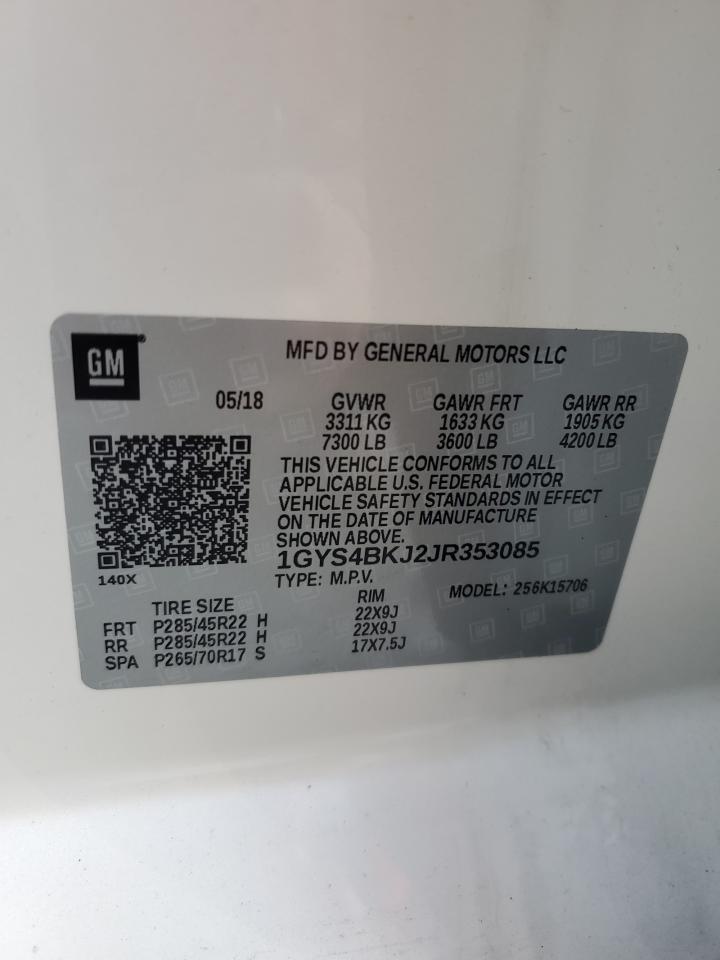 GM
MFD BY GENERAL MOTORS LLC
05/18 GVWR GAWR FRT GAWR RR
3311 KG 1633 KG 1905 KG
7300 LB 3600 LB 4200 LB
THIS VEHICLE CONFORMS TO ALL
APPLICABLE U.S. FEDERAL MOTOR
VEHICLE SAFETY STANDARDS IN EFFECT
ON THE DATE OF MANUFACTURE
SHOWN ABOVE.
1GYS4BKJ2JR353085
140X
TYPE: M.P.V. MODEL: 256K15706
TIRE SIZE RIM
FRT P285/45R22 H 22X9J
RR P285/45R22 H 22X9J
SPA P265/70R17 S 17X7.5J